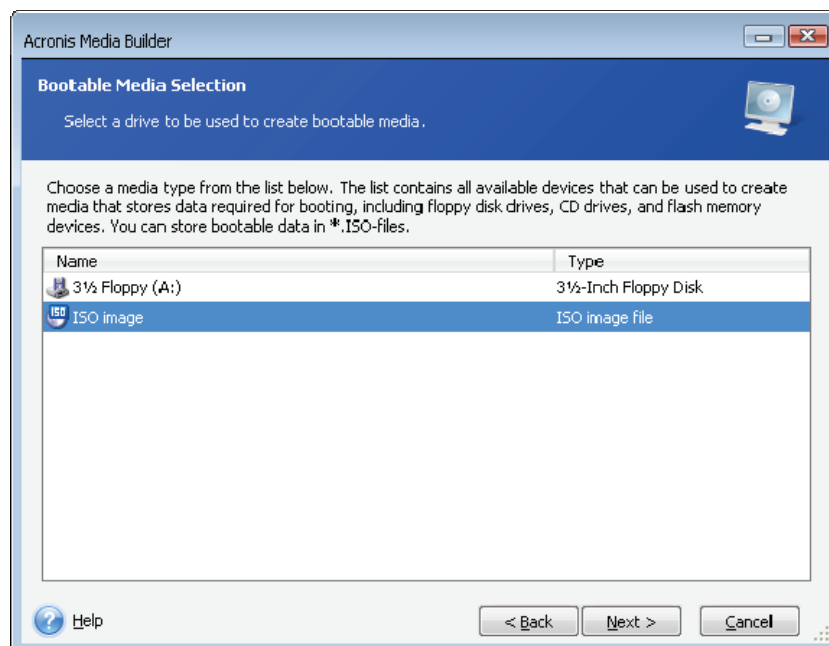 Acronis Media Builder
Bootable Media Selection
Select a drive to be used to create bootable media.
Choose a media type from the list below. The list contains all available devices that can be used to create
media that stores data required for booting, including floppy disk drives, CD drives, and flash memory
devices. You can store bootable data in *.ISO-files.
Name Type
3½ Floppy (A:) 3½-Inch Floppy Disk
ISO ISO image ISO image file
? Help < Back Next > Cancel